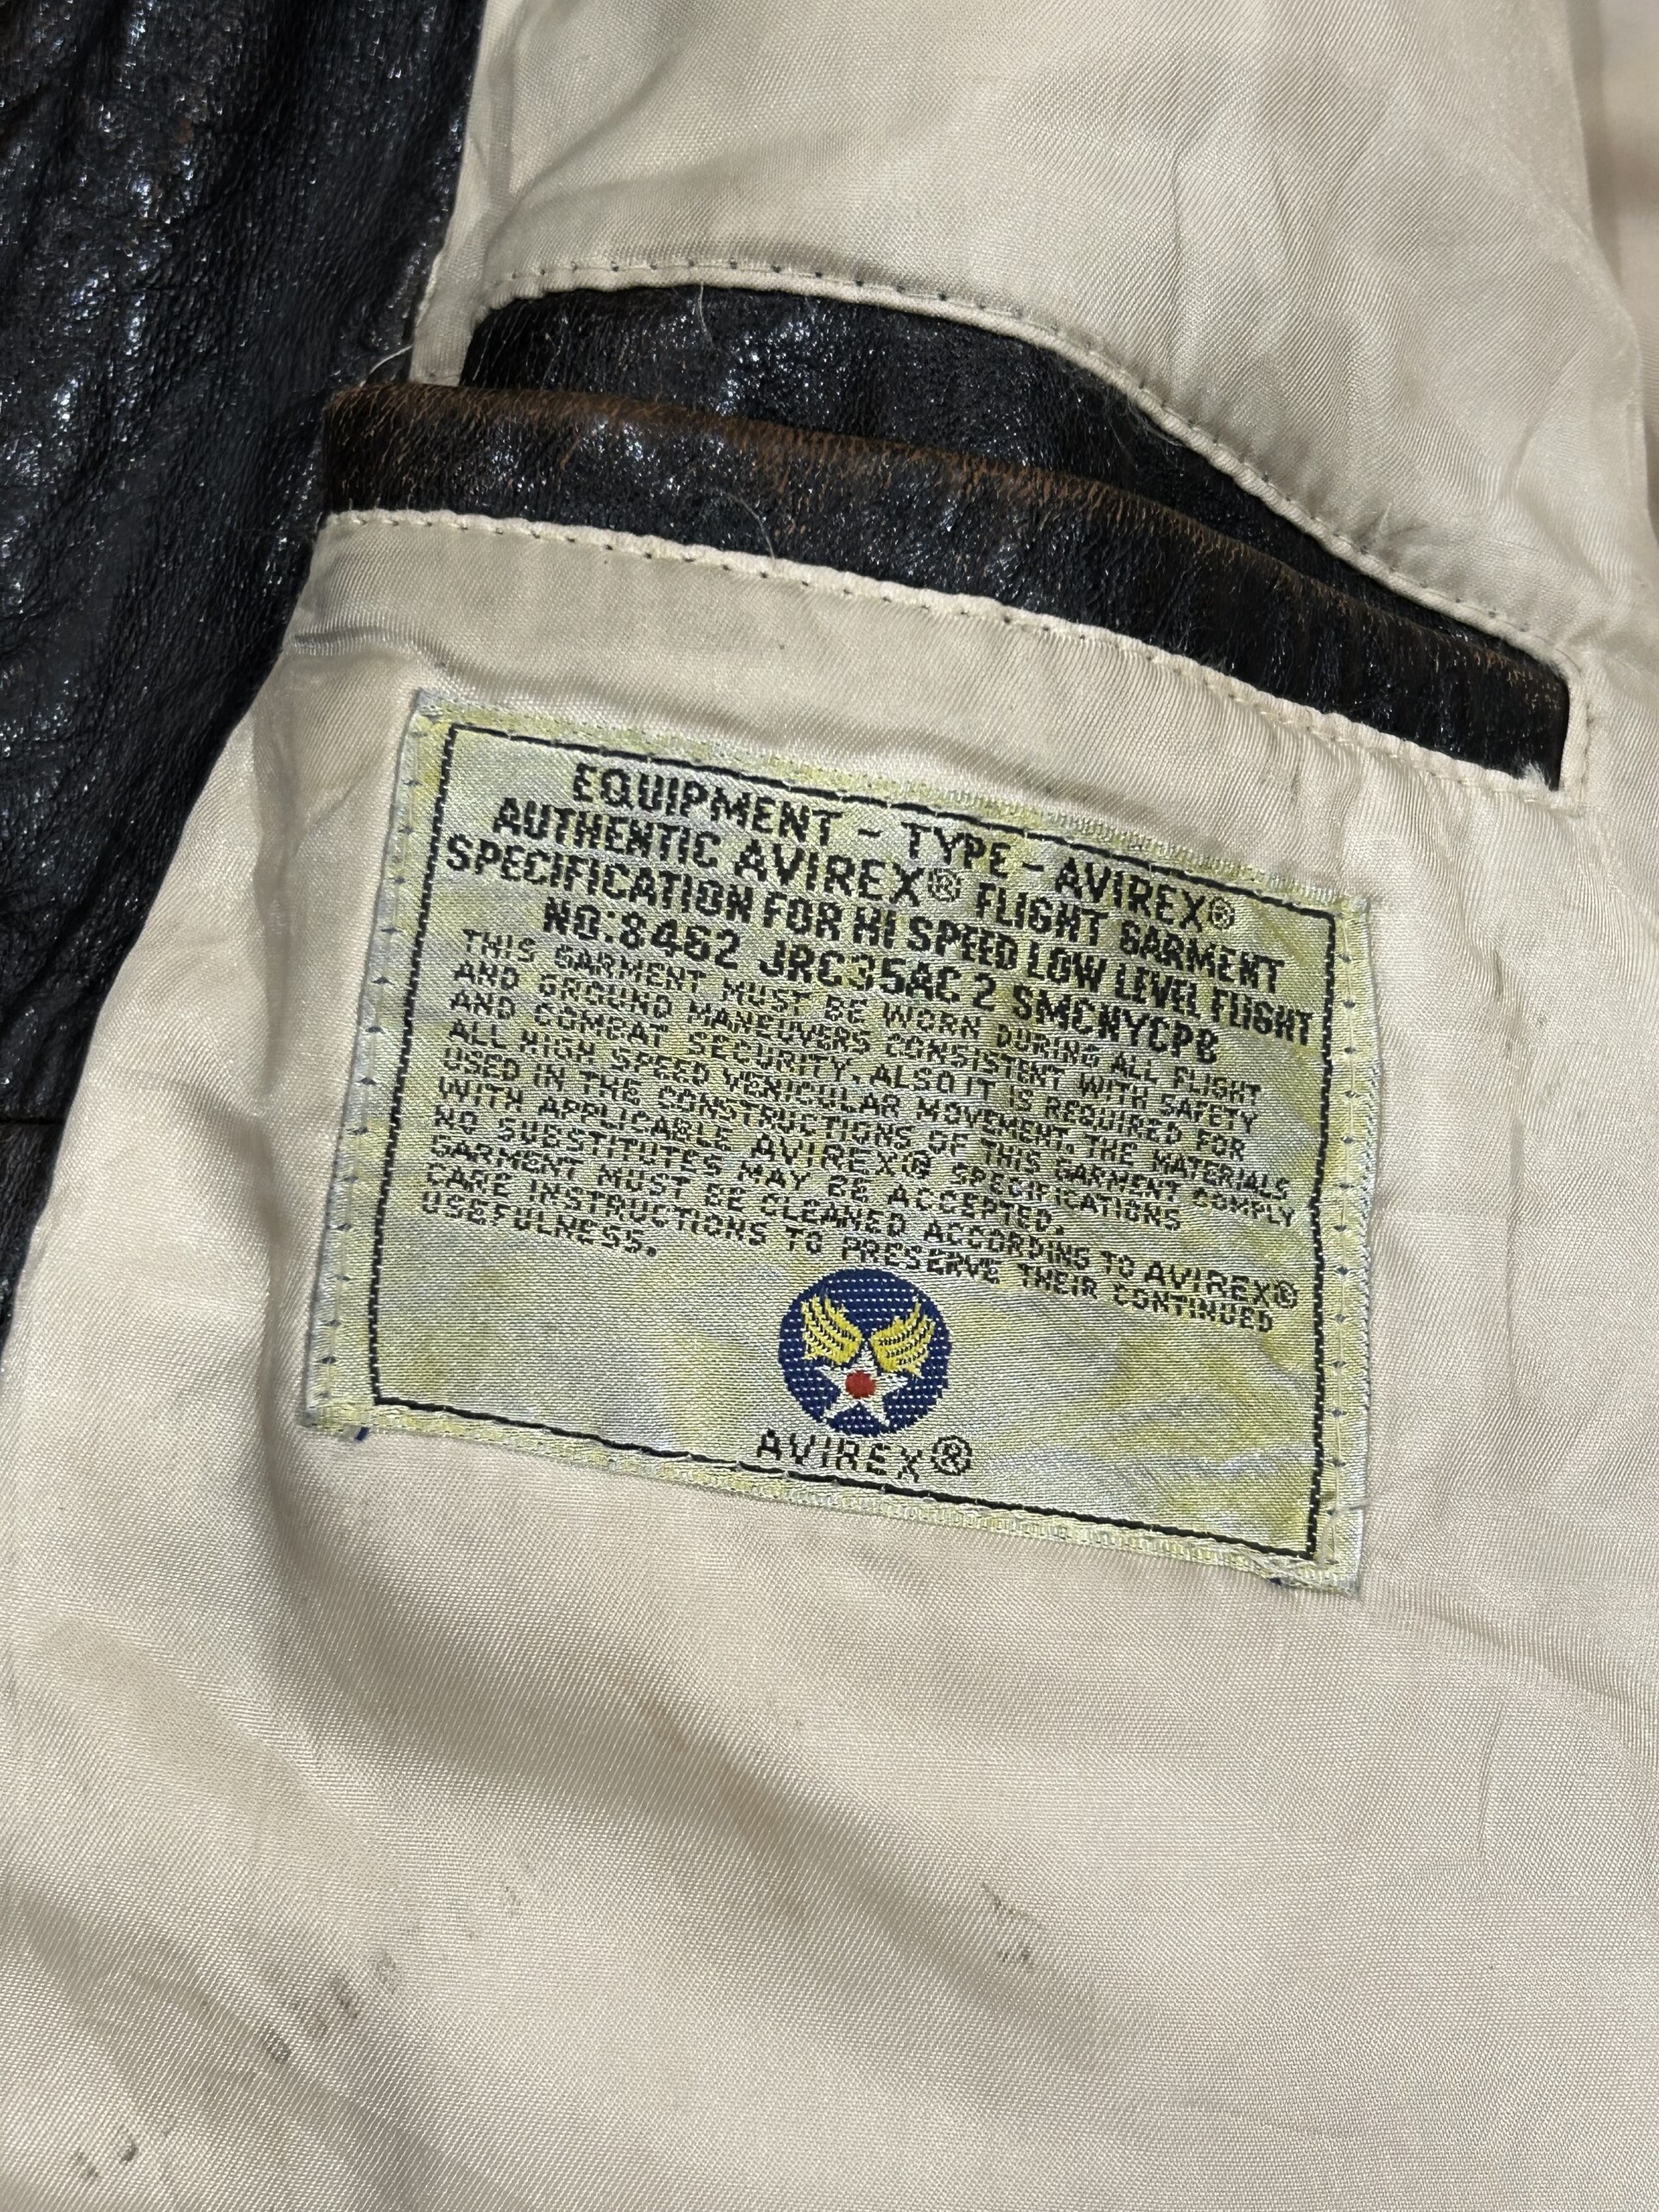 EQUIPMENT - TYPE - AVIREX®
AUTHENTIC AVIREX® FLIGHT GARMENT
SPECIFICATION FOR HI SPEED LOW LEVEL FLIGHT
NO:8462 JRC35AC2 SMCNYCP8
THIS GARMENT MUST BE WORN DURING ALL FLIGHT
AND GROUND MANEUVERS CONSISTENT WITH SAFETY
AND COMBAT SECURITY. ALSO IT IS REQUIRED FOR
ALL HIGH SPEED VEHICULAR MOVEMENT. THE MATERIALS
USED IN THE CONSTRUCTIONS OF THIS GARMENT COMPLY
WITH APPLICABLE AVIREX® SPECIFICATIONS
NO SUBSTITUTES MAY BE ACCEPTED.
GARMENT MUST BE CLEANED ACCORDING TO AVIREX®
CARE INSTRUCTIONS TO PRESERVE THEIR CONTINUED
USEFULNESS.
AVIREX®